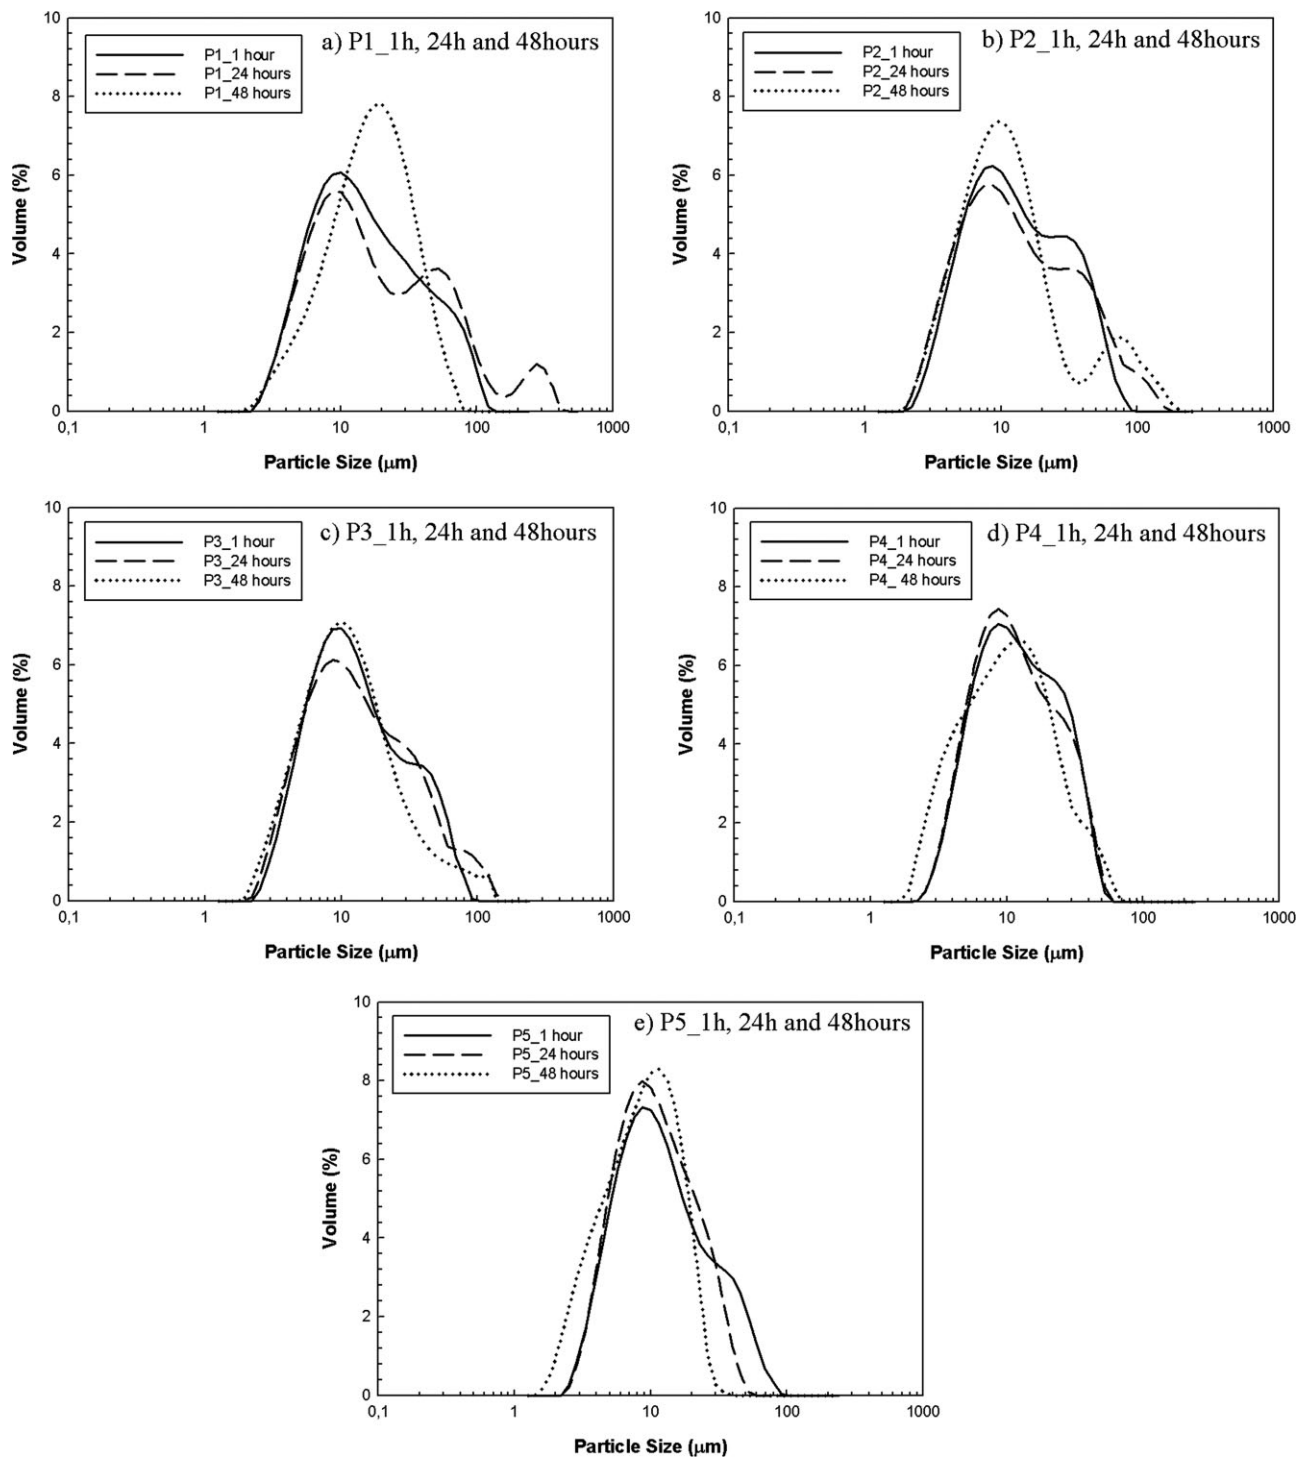 a) P1_1h, 24h and 48hours
P1_1 hour
P1_24 hours
P1_48 hours
Volume (%)
10
8
6
4
2
0
0,1 1 10 100 1000
Particle Size (μm)
b) P2_1h, 24h and 48hours
P2_1 hour
P2_24 hours
P2_48 hours
Volume (%)
10
8
6
4
2
0
0,1 1 10 100 1000
Particle Size (μm)
c) P3_1h, 24h and 48hours
P3_1 hour
P3_24 hours
P3_48 hours
Volume (%)
10
8
6
4
2
0
0,1 1 10 100 1000
Particle Size (μm)
d) P4_1h, 24h and 48hours
P4_1 hour
P4_24 hours
P4_ 48 hours
Volume (%)
10
8
6
4
2
0
0,1 1 10 100 1000
Particle Size (μm)
e) P5_1h, 24h and 48hours
P5_1 hour
P5_24 hours
P5_48 hours
Volume (%)
10
8
6
4
2
0
0,1 1 10 100 1000
Particle Size (μm)